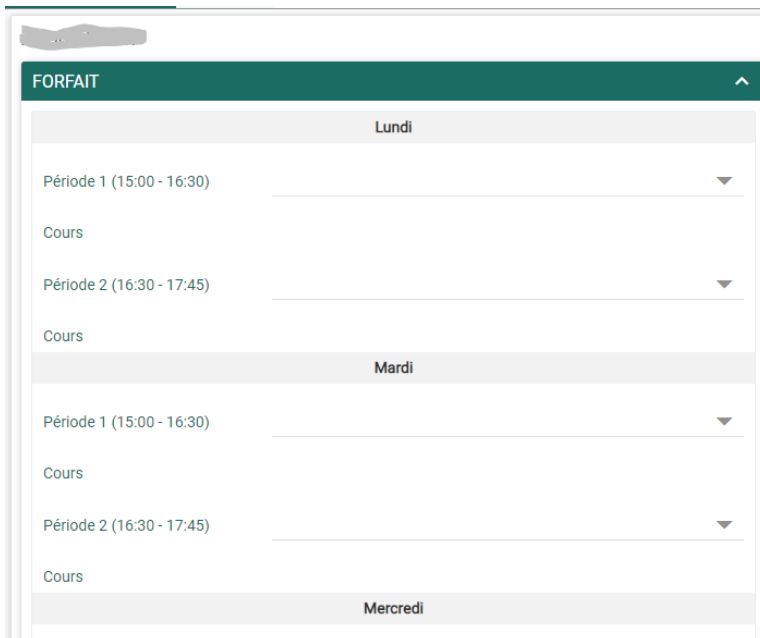 FORFAIT
Lundi
Période 1 (15:00 - 16:30)
Cours
Période 2 (16:30 - 17:45)
Cours
Mardi
Période 1 (15:00 - 16:30)
Cours
Période 2 (16:30 - 17:45)
Cours
Mercredi